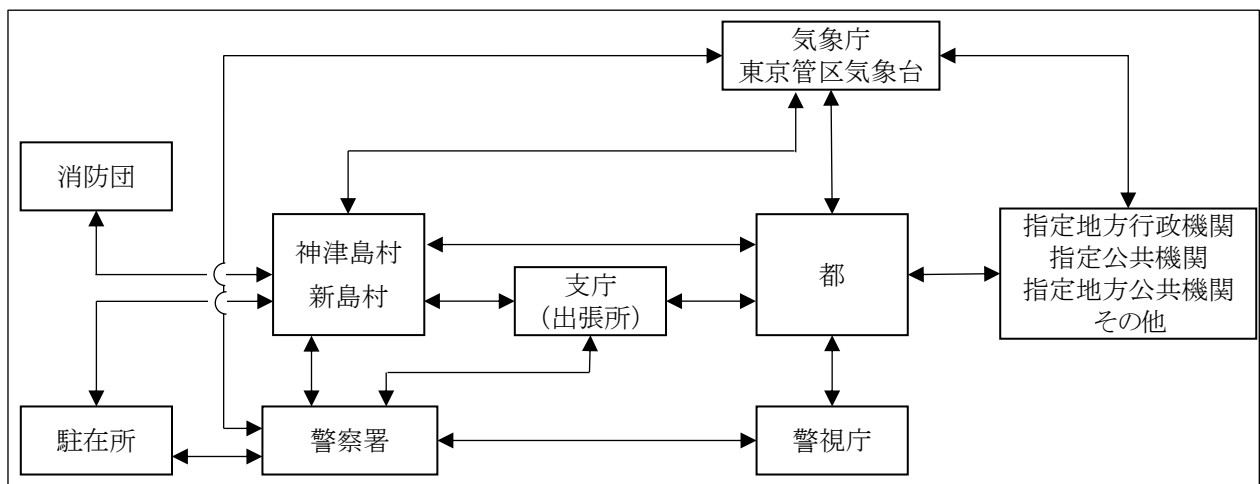 気象庁
東京管区気象台
消防団
神津島村
新島村
支庁
（出張所）
都
指定地方行政機関
指定公共機関
指定地方公共機関
その他
駐在所
警察署
警視庁